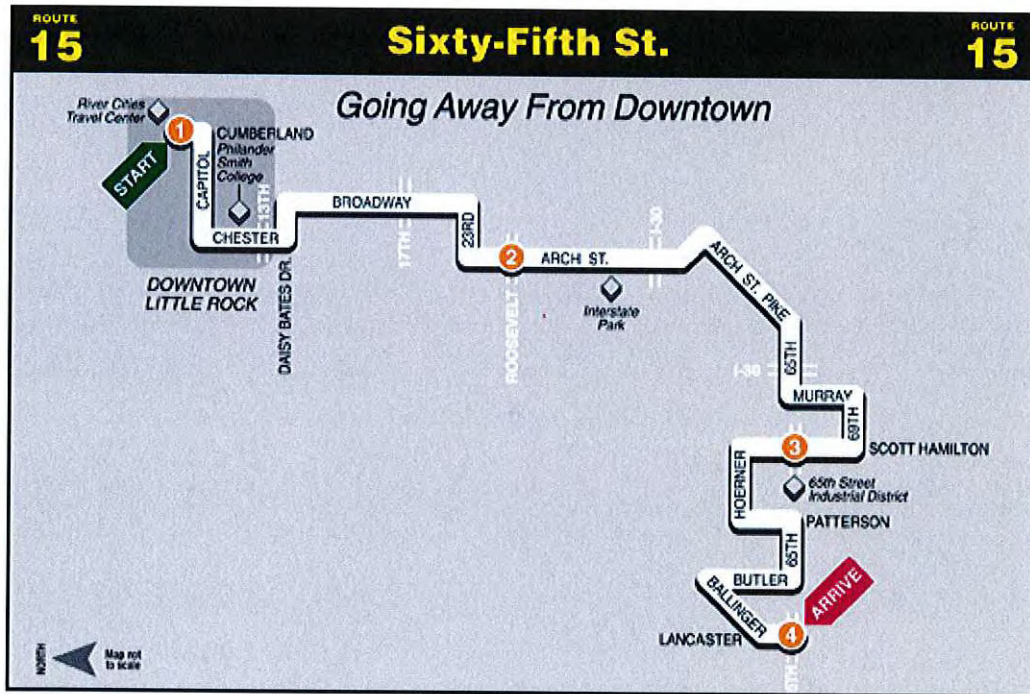 ROUTE
15
Sixty-Fifth St.
ROUTE
15
Going Away From Downtown
River Cities
Travel Center
1
START
CUMBERLAND
Philander
Smith
College
CAPITOL
13TH
CHESTER
DOWNTOWN
LITTLE ROCK
DAISY BATES DR.
BROADWAY
17TH
23RD
2
ROOSEVELT
ARCH ST.
I-30
Interstate
Park
ARCH ST. PIKE
65TH
I-30
MURRAY
69TH
3
SCOTT HAMILTON
HOERNER
65th Street
Industrial District
PATTERSON
65TH
BUTLER
BALLINGER
ARRIVE
LANCASTER
4
NORTH
Map not
to scale